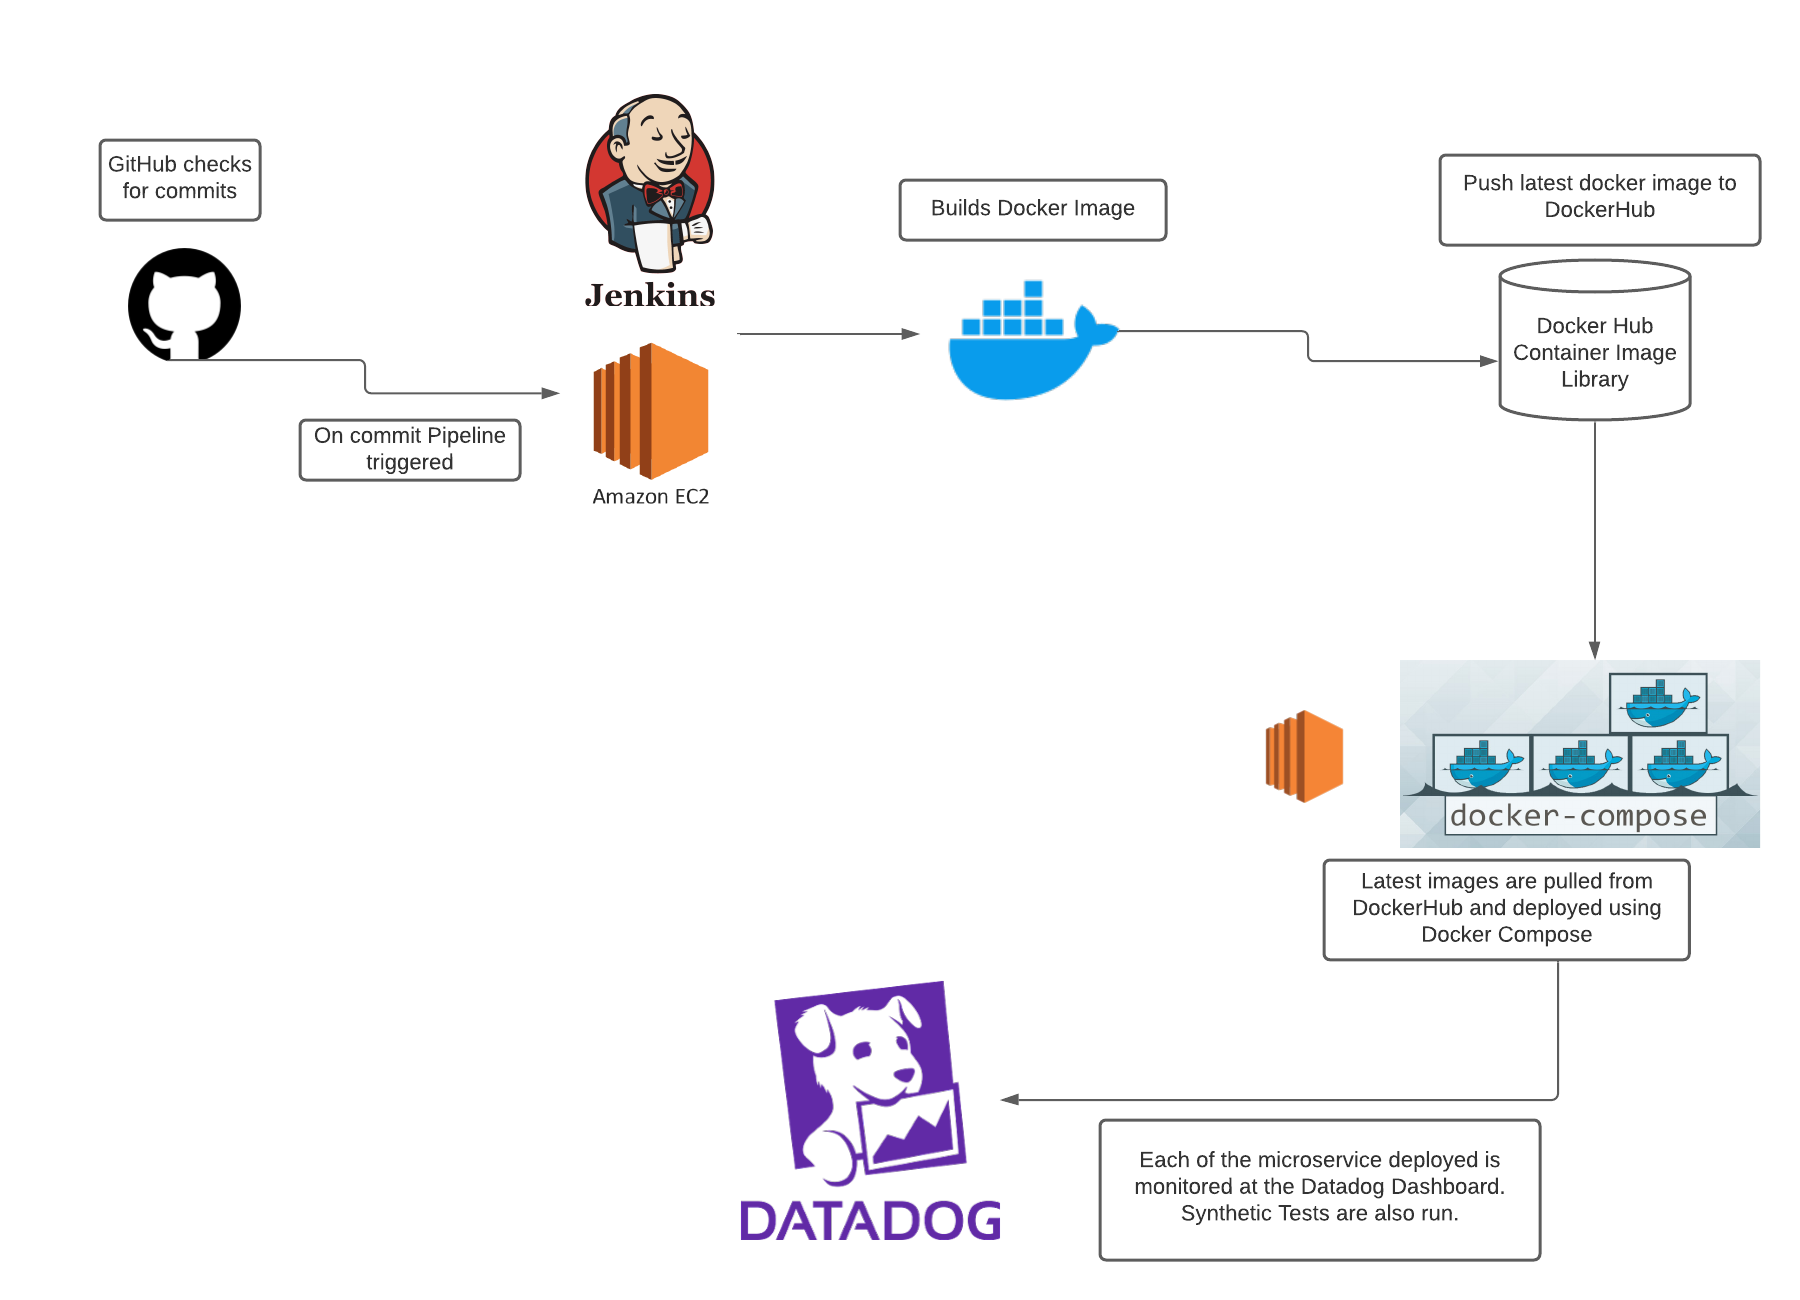 GitHub checks
for commits
Jenkins
On commit Pipeline
triggered
Amazon EC2
Builds Docker Image
Push latest docker image to
DockerHub
Docker Hub
Container Image
Library
docker-compose
Latest images are pulled from
DockerHub and deployed using
Docker Compose
DATADOG
Each of the microservice deployed is
monitored at the Datadog Dashboard.
Synthetic Tests are also run.